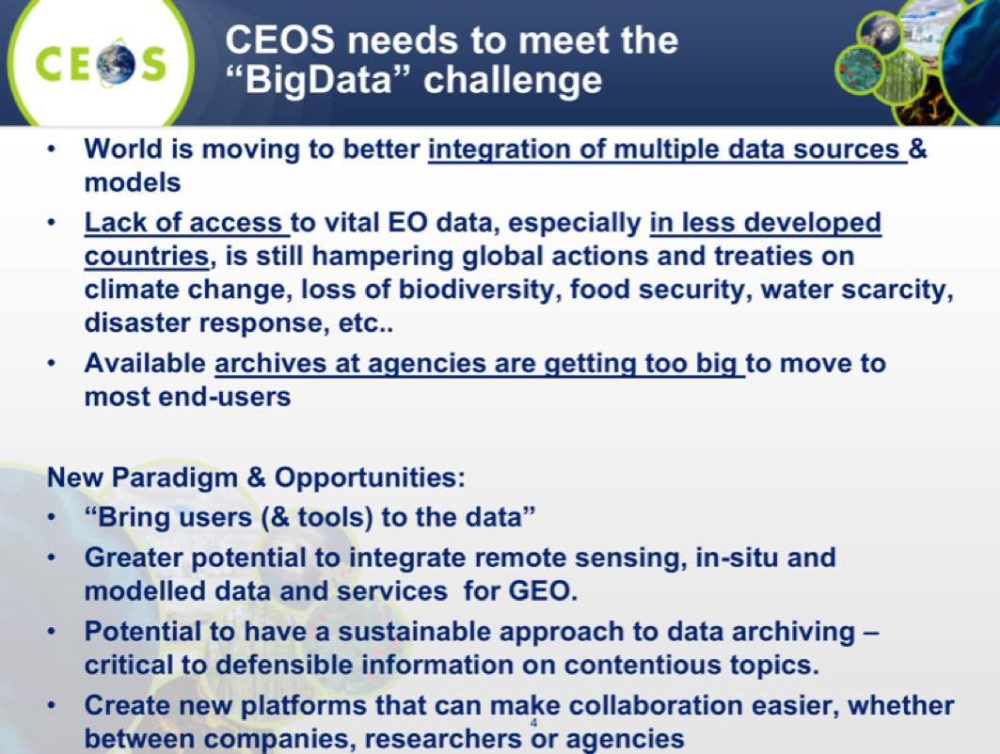 CEOS
CEOS needs to meet the
“BigData” challenge
• World is moving to better integration of multiple data sources &
models
• Lack of access to vital EO data, especially in less developed
countries, is still hampering global actions and treaties on
climate change, loss of biodiversity, food security, water scarcity,
disaster response, etc..
• Available archives at agencies are getting too big to move to
most end-users
New Paradigm & Opportunities:
• “Bring users (& tools) to the data”
• Greater potential to integrate remote sensing, in-situ and
modelled data and services for GEO.
• Potential to have a sustainable approach to data archiving –
critical to defensible information on contentious topics.
• Create new platforms that can make collaboration easier, whether
between companies, researchers or agencies
4